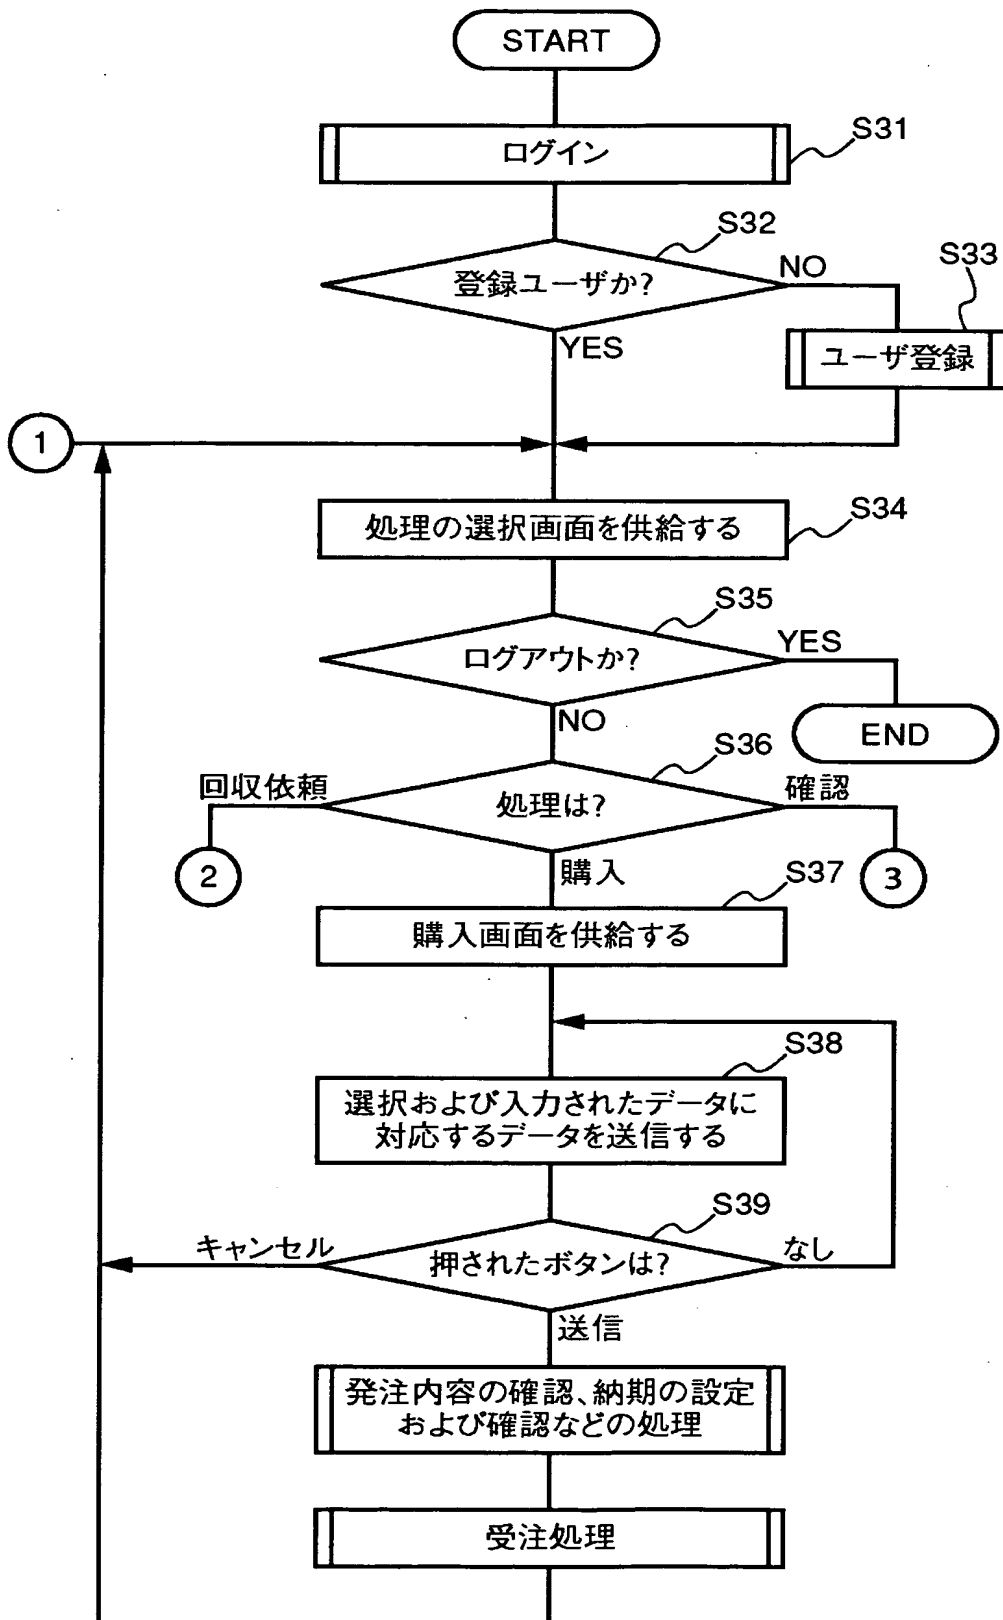 START
ログイン
S31
S32
登録ユーザか?
NO
S33
YES
ユーザ登録
1
処理の選択画面を供給する
S34
S35
ログアウトか?
YES
NO
END
S36
回収依頼
処理は?
確認
2
3
購入
S37
購入画面を供給する
S38
選択および入力されたデータに
対応するデータを送信する
S39
キャンセル
押されたボタンは?
なし
送信
発注内容の確認、納期の設定
および確認などの処理
受注処理